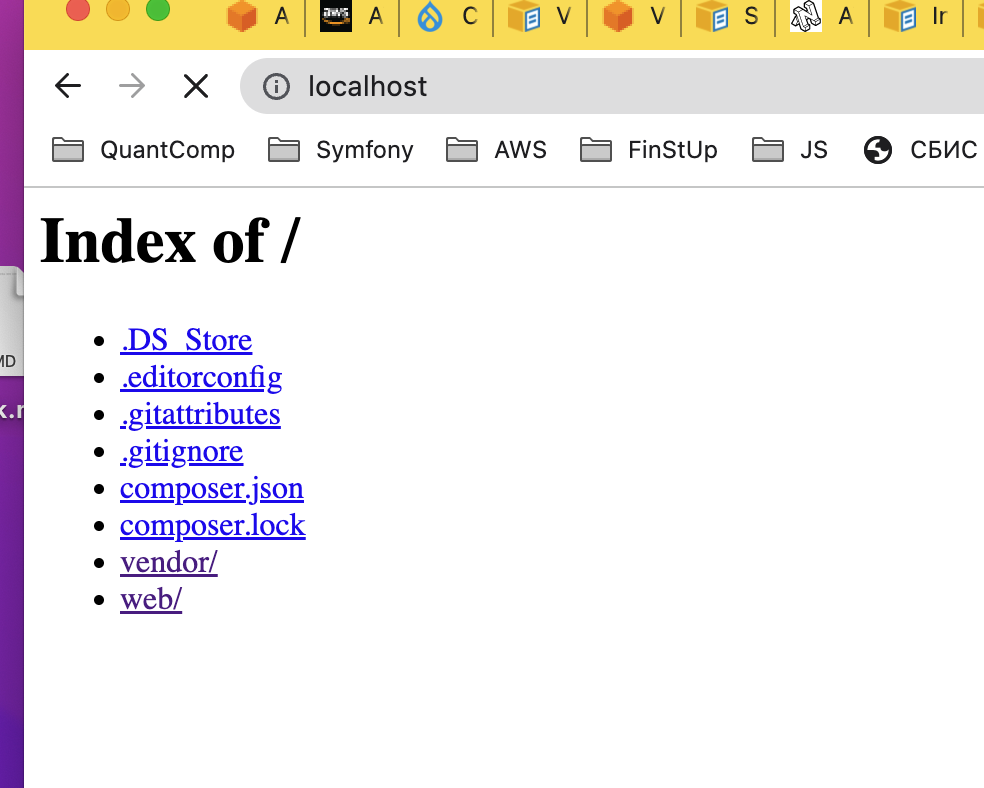 A A C V V S A Ir
localhost
QuantComp Symfony AWS FinStUp JS СБИС
Index of /
.DS_Store
.editorconfig
.gitattributes
.gitignore
composer.json
composer.lock
vendor/
web/
MD
k.r